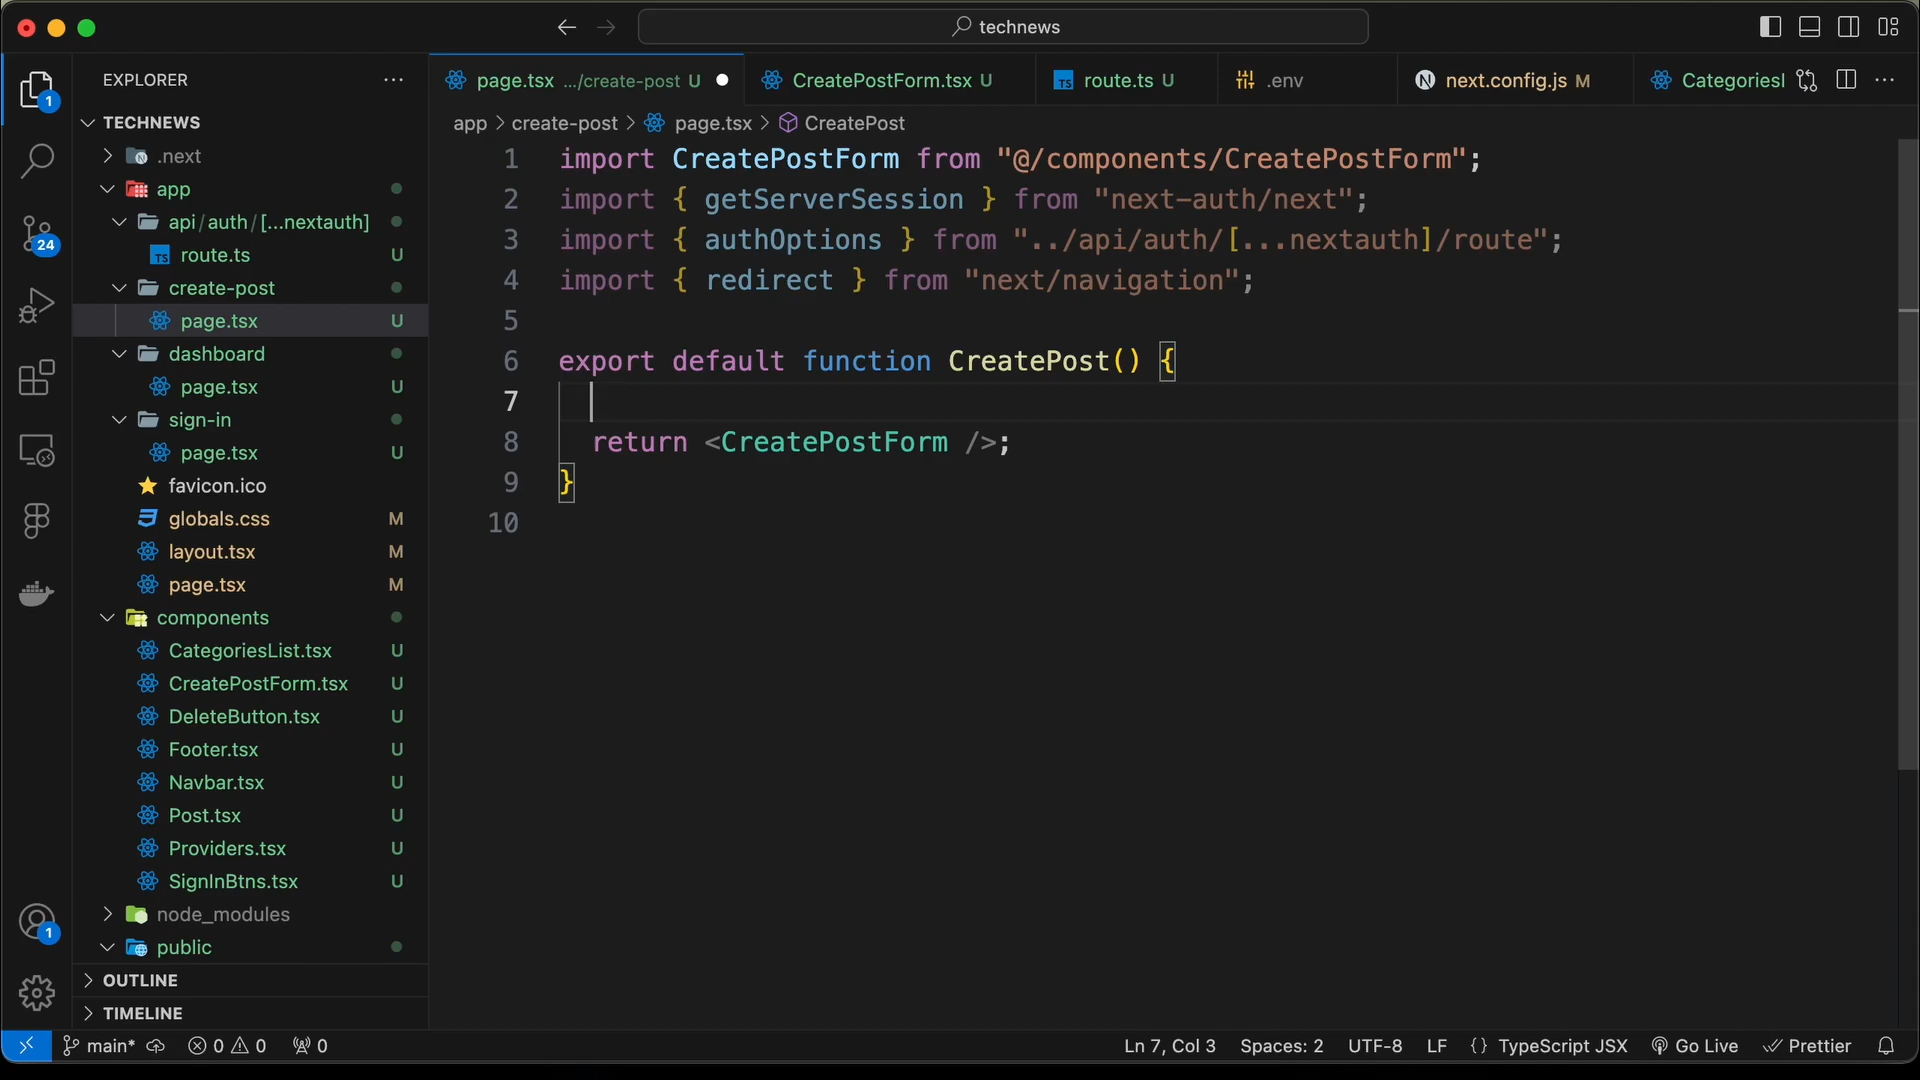 technews
EXPLORER
TECHNEWS
.next
app
api/auth/[...nextauth]
TS route.ts U
create-post
page.tsx U
dashboard
page.tsx U
sign-in
page.tsx U
favicon.ico
globals.css M
layout.tsx M
page.tsx M
components
CategoriesList.tsx U
CreatePostForm.tsx U
DeleteButton.tsx U
Footer.tsx U
Navbar.tsx U
Post.tsx U
Providers.tsx U
SignInBtns.tsx U
node_modules
public
OUTLINE
TIMELINE
1
24
1
page.tsx .../create-post U
CreatePostForm.tsx U
TS route.ts U
.env
N next.config.js M
Categoriesl
app > create-post > page.tsx > CreatePost
1 import CreatePostForm from "@/components/CreatePostForm";
2 import { getServerSession } from "next-auth/next";
3 import { authOptions } from "../api/auth/[...nextauth]/route";
4 import { redirect } from "next/navigation";
5
6 export default function CreatePost() {
7
8 return <CreatePostForm />;
9 }
10
main* 0 0 0
Ln 7, Col 3 Spaces: 2 UTF-8 LF {} TypeScript JSX Go Live Prettier